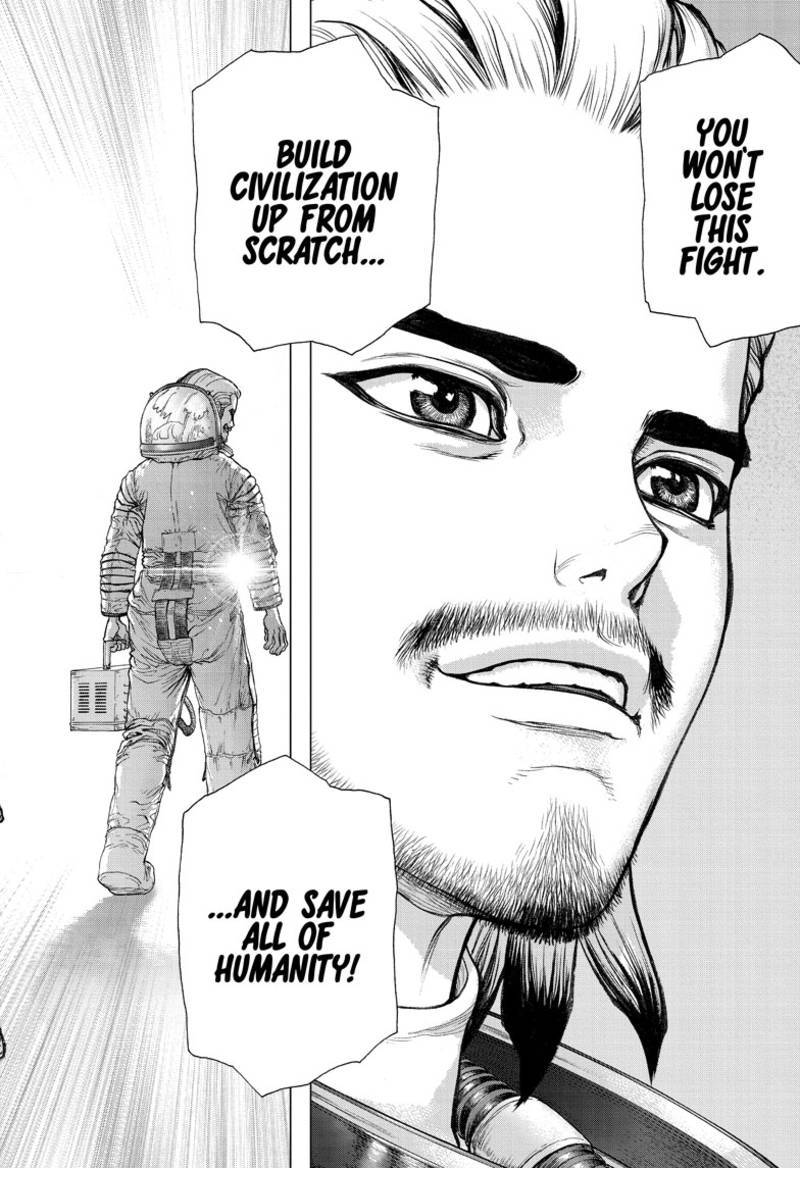 YOU
WON'T
LOSE
THIS
FIGHT.
BUILD
CIVILIZATION
UP FROM
SCRATCH...
...AND SAVE
ALL OF
HUMANITY!